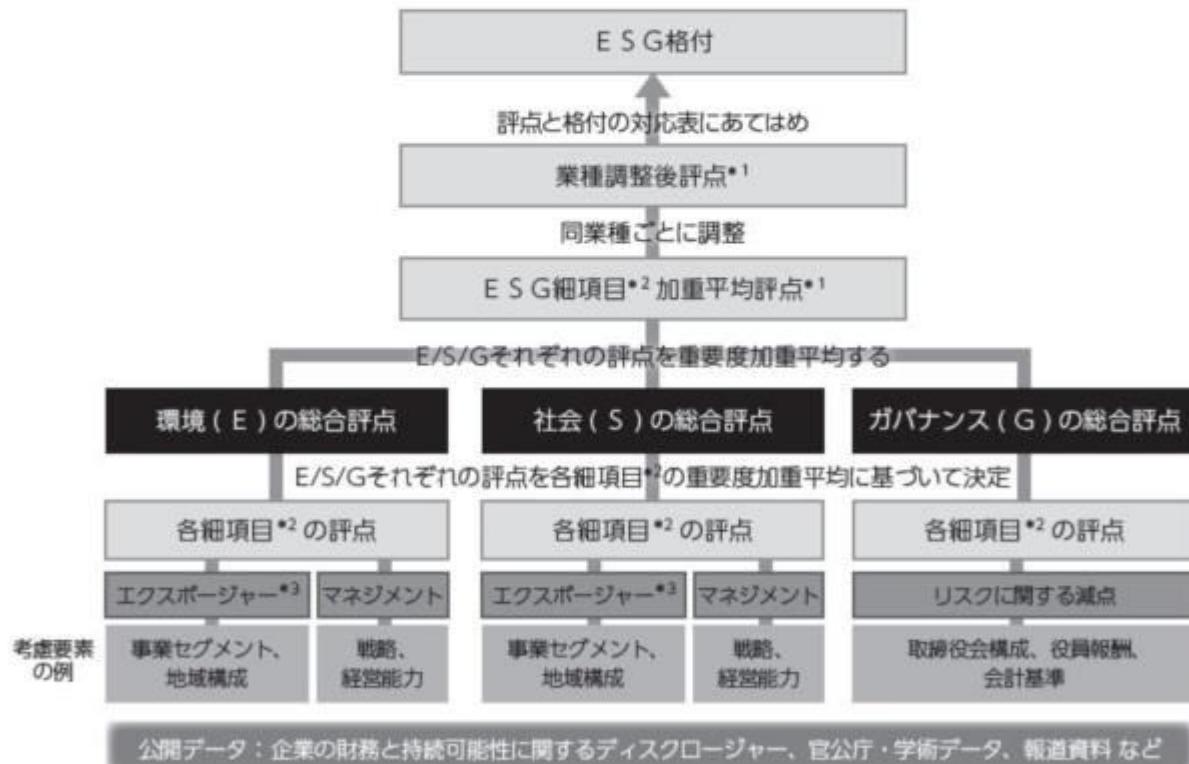 ESG格付
評点と格付の対応表にあてはめ
業種調整後評点*1
同業種ごとに調整
ESG細項目*2 加重平均評点*1
E/S/Gそれぞれの評点を重要度加重平均する
環境(E)の総合評点
社会(S)の総合評点
ガバナンス(G)の総合評点
E/S/Gそれぞれの評点を各細項目*2の重要度加重平均に基づいて決定
各細項目*2 の評点
各細項目*2 の評点
各細項目*2 の評点
エクスポージャー*3
マネジメント
エクスポージャー*3
マネジメント
リスクに関する減点
考慮要素
の例
事業セグメント、
地域構成
戦略、
経営能力
事業セグメント、
地域構成
戦略、
経営能力
取締役会構成、役員報酬、
会計基準
公開データ：企業の財務と持続可能性に関するディスクロージャー、官公庁・学術データ、報道資料 など